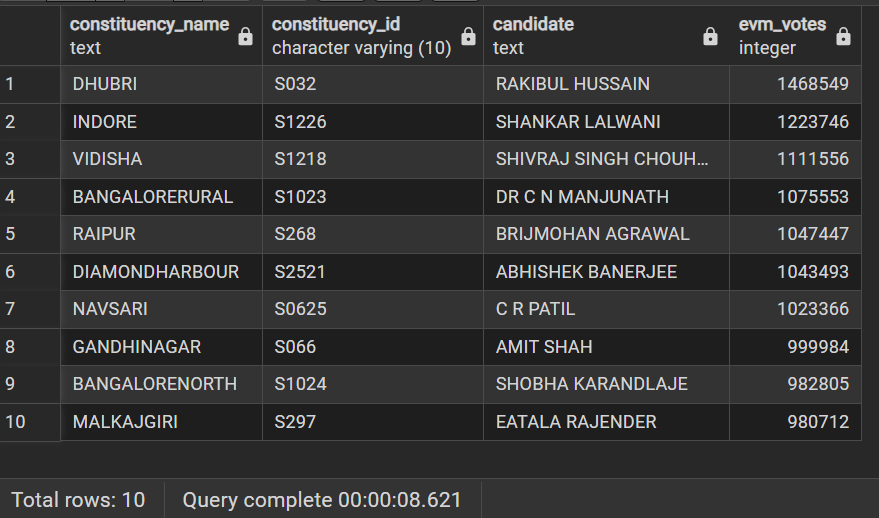 constituency_name constituency_id candidate evm_votes
text character varying (10) text integer
1 DHUBRI S032 RAKIBUL HUSSAIN 1468549
2 INDORE S1226 SHANKAR LALWANI 1223746
3 VIDISHA S1218 SHIVRAJ SINGH CHOUH... 1111556
4 BANGALORERURAL S1023 DR C N MANJUNATH 1075553
5 RAIPUR S268 BRIJMOHAN AGRAWAL 1047447
6 DIAMONDHARBOUR S2521 ABHISHEK BANERJEE 1043493
7 NAVSARI S0625 C R PATIL 1023366
8 GANDHINAGAR S066 AMIT SHAH 999984
9 BANGALORENORTH S1024 SHOBHA KARANDLAJE 982805
10 MALKAJGIRI S297 EATALA RAJENDER 980712
Total rows: 10 Query complete 00:00:08.621